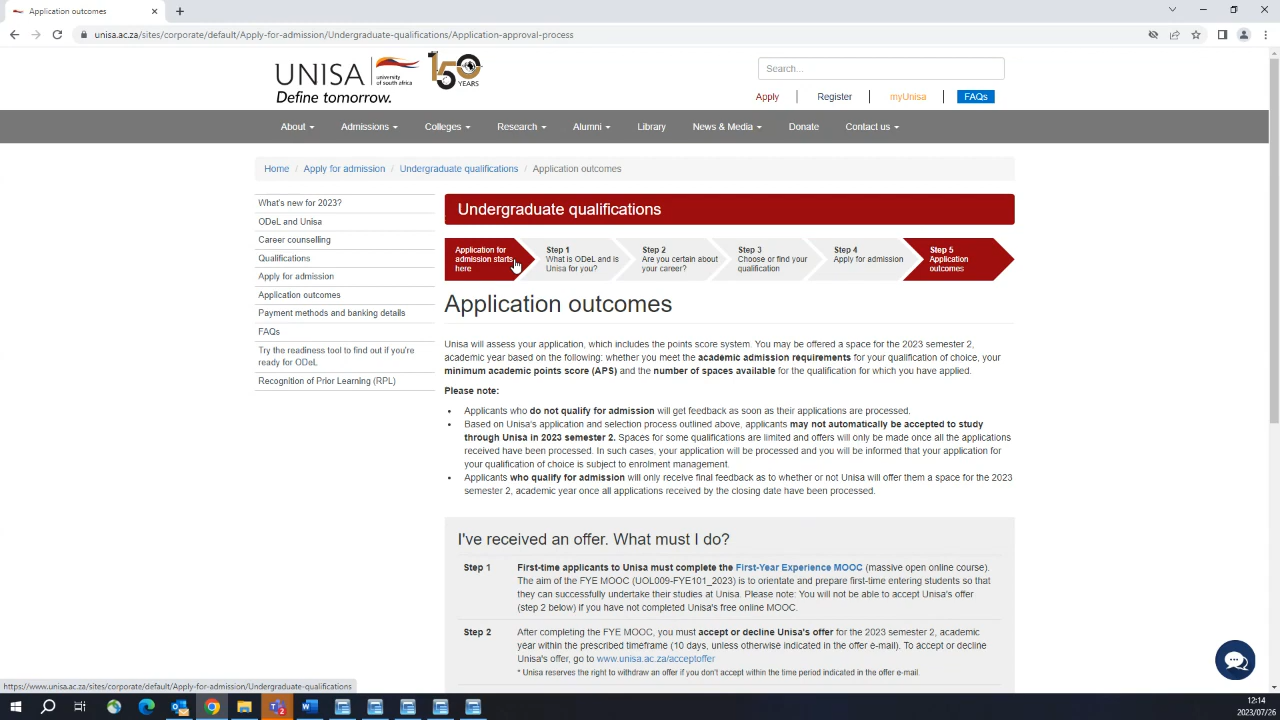 Application outcomes
unisa.ac.za/sites/corporate/default/Apply-for-admission/Undergraduate-qualifications/Application-approval-process
UNISA university of south africa 150 YEARS
Define tomorrow.
Search...
Apply | Register | myUnisa | FAQs
About Admissions Colleges Research Alumni Library News & Media Donate Contact us
Home / Apply for admission / Undergraduate qualifications / Application outcomes
What's new for 2023?
ODeL and Unisa
Career counselling
Qualifications
Apply for admission
Application outcomes
Payment methods and banking details
FAQs
Try the readiness tool to find out if you're
ready for ODeL
Recognition of Prior Learning (RPL)
Undergraduate qualifications
Application for
admission starts
here
Step 1
What is ODeL and is
Unisa for you?
Step 2
Are you certain about
your career?
Step 3
Choose or find your
qualification
Step 4
Apply for admission
Step 5
Application
outcomes
Application outcomes
Unisa will assess your application, which includes the points score system. You may be offered a space for the 2023 semester 2,
academic year based on the following: whether you meet the academic admission requirements for your qualification of choice, your
minimum academic points score (APS) and the number of spaces available for the qualification for which you have applied.
Please note:
• Applicants who do not qualify for admission will get feedback as soon as their applications are processed.
• Based on Unisa's application and selection process outlined above, applicants may not automatically be accepted to study
through Unisa in 2023 semester 2. Spaces for some qualifications are limited and offers will only be made once all the applications
received have been processed. In such cases, your application will be processed and you will be informed that your application for
your qualification of choice is subject to enrolment management.
• Applicants who qualify for admission will only receive final feedback as to whether or not Unisa will offer them a space for the 2023
semester 2, academic year once all applications received by the closing date have been processed.
I've received an offer. What must I do?
Step 1 First-time applicants to Unisa must complete the First-Year Experience MOOC (massive open online course).
The aim of the FYE MOOC (UOL009-FYE101_2023) is to orientate and prepare first-time entering students so that
they can successfully undertake their studies at Unisa. Please note: You will not be able to accept Unisa's offer
(step 2 below) if you have not completed Unisa's free online MOOC.
Step 2 After completing the FYE MOOC, you must accept or decline Unisa's offer for the 2023 semester 2, academic
year within the prescribed timeframe (10 days, unless otherwise indicated in the offer e-mail). To accept or decline
Unisa's offer, go to www.unisa.ac.za/acceptoffer
* Unisa reserves the right to withdraw an offer if you don't accept within the time period indicated in the offer e-mail.
https://www.unisa.ac.za/sites/corporate/default/Apply-for-admission/Undergraduate-qualifications
12:14
2023/07/26